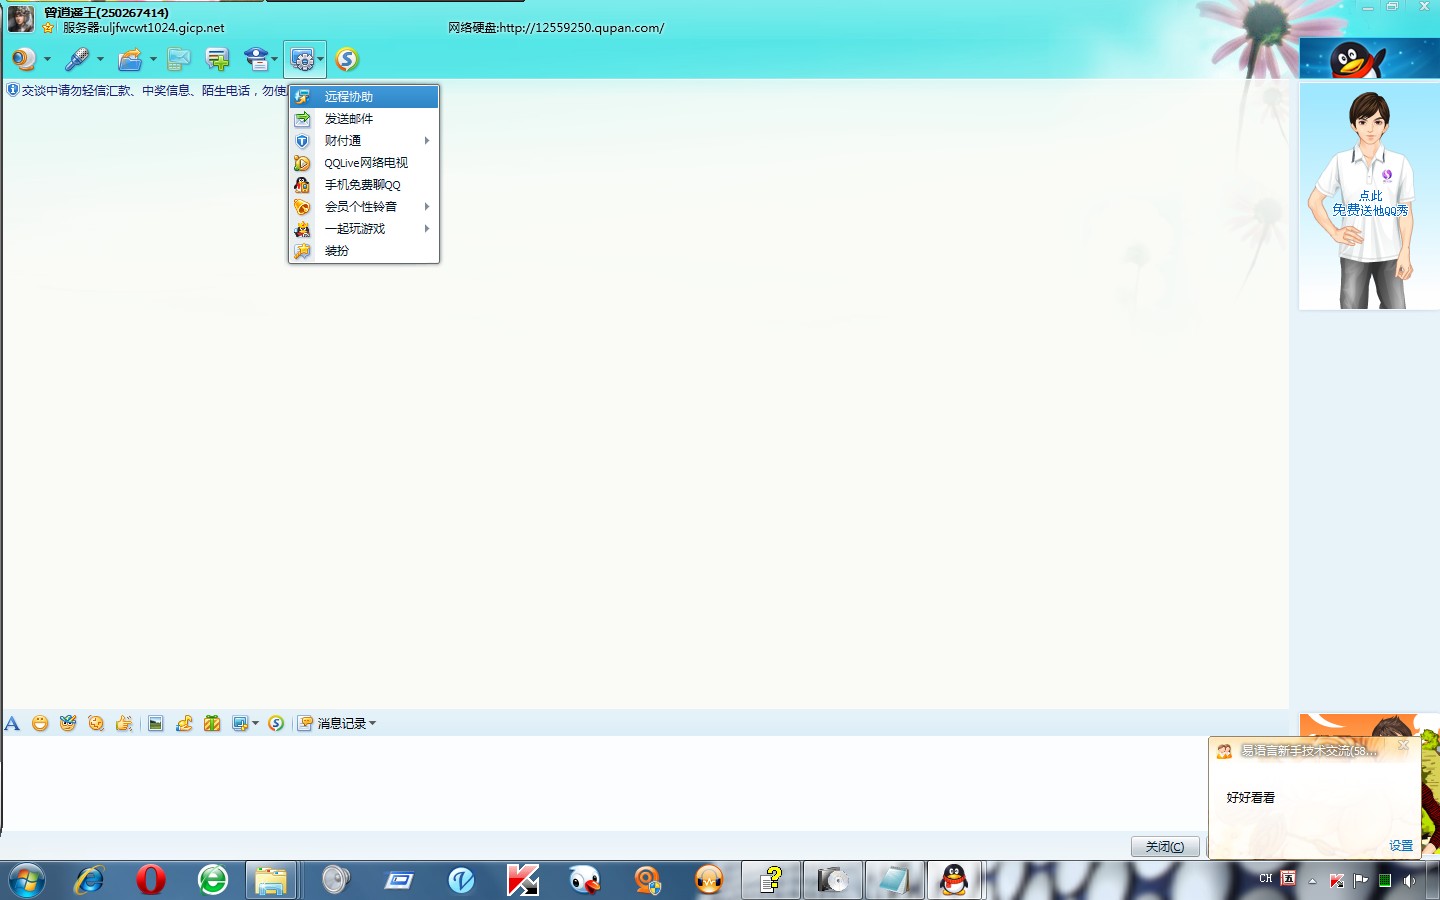 曾逍遥王(250267414)
服务器:uljfwcwt1024.gicp.net
网络硬盘:http://12559250.qupan.com/
交谈中请勿轻信汇款、中奖信息、陌生电话，勿使
远程协助
发送邮件
财付通
QQLive网络电视
手机免费聊QQ
会员个性铃音
一起玩游戏
装扮
点此
免费送他QQ秀
消息记录
易语言新手技术交流(58...
好好看看
设置
关闭(C)
CH
五